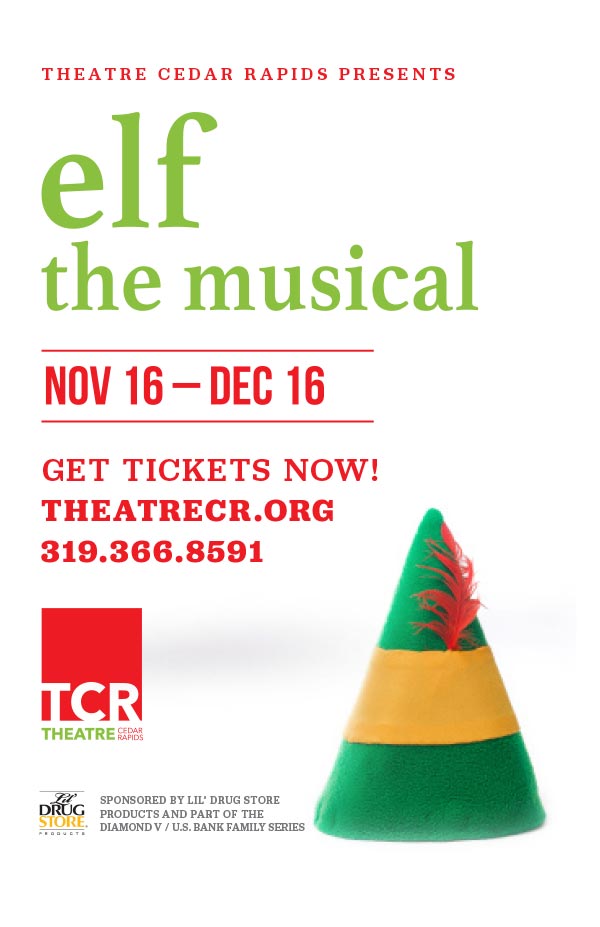 THEATRE CEDAR RAPIDS PRESENTS
elf
the musical
NOV 16 – DEC 16
GET TICKETS NOW!
THEATRECR.ORG
319.366.8591
TCR
THEATRE CEDAR RAPIDS
Lil'
DRUG
STORE
PRODUCTS
SPONSORED BY LIL' DRUG STORE
PRODUCTS AND PART OF THE
DIAMOND V / U.S. BANK FAMILY SERIES